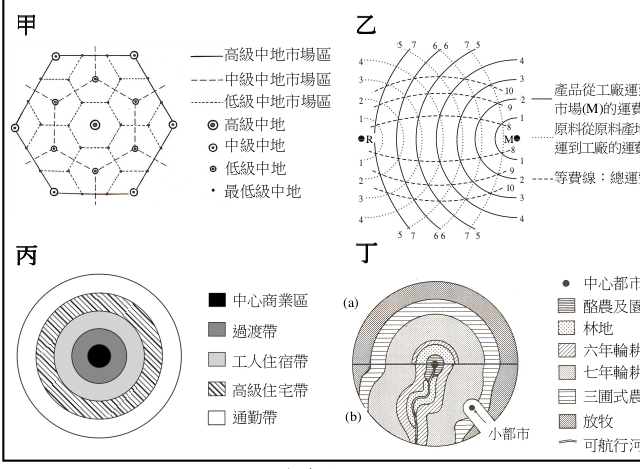 甲
高級中地市場區
中級中地市場區
低級中地市場區
高級中地
中級中地
低級中地
最低級中地
乙
5 7 6 6 7 5
4 4
3 3
10
2 2
9
1 1
8
R M
8
1 1
9
2 2
10
3 3
4 4
5 7 6 6 7 5
產品從工廠運
市場(M)的運費
原料從原料產地
運到工廠的運費
等費線:總運
丙
中心商業區
過渡帶
工人住宿帶
高級住宅帶
通勤帶
丁
(a)
(b)
小都市
中心都市
酪農及園
林地
六年輪耕
七年輪耕
三圃式農
放牧
可航行河